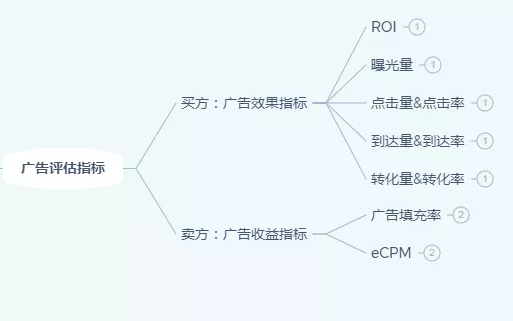 ROI 1
曝光量 1
买方：广告效果指标
点击量&点击率 1
到达量&到达率 1
广告评估指标
转化量&转化率 1
广告填充率 2
卖方：广告收益指标
eCPM 2